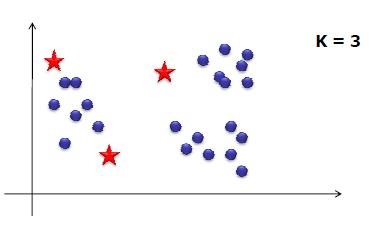 K = 3